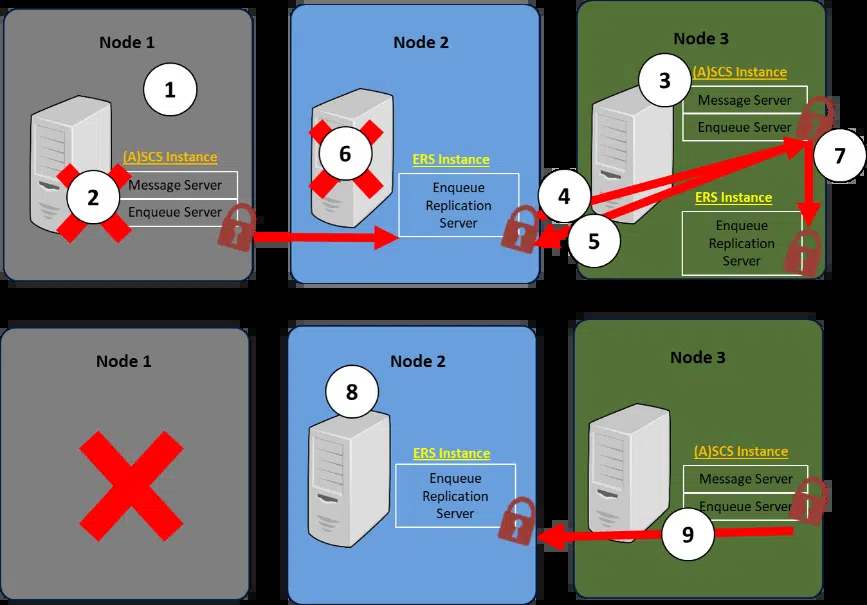 Node 1
1
(A)SCS Instance
2
Message Server
Enqueue Server
Node 2
6
ERS Instance
Enqueue
Replication
Server
4
5
Node 3
3
(A)SCS Instance
Message Server
Enqueue Server
7
ERS Instance
Enqueue
Replication
Server
Node 1
Node 2
8
ERS Instance
Enqueue
Replication
Server
Node 3
(A)SCS Instance
Message Server
Enqueue Server
9